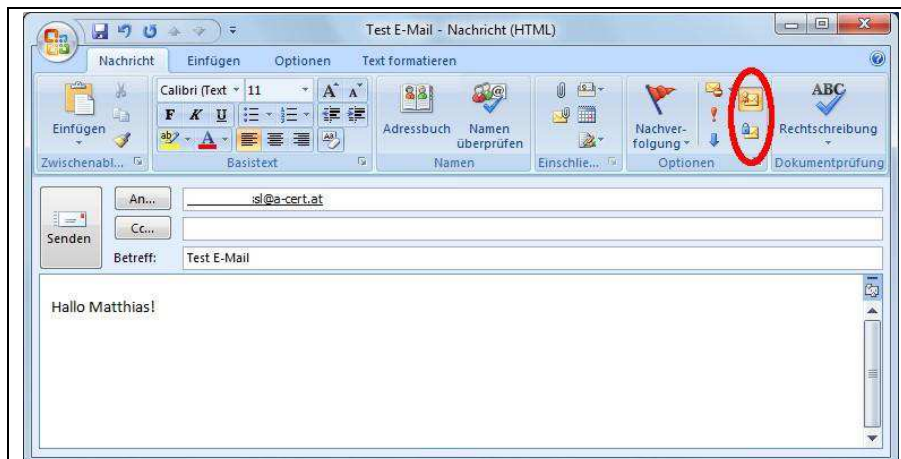 Test E-Mail - Nachricht (HTML)
Nachricht Einfügen Optionen Text formatieren
Calibri (Text 11
F K U
Einfügen
Adressbuch Namen überprüfen
Nachver-folgung
ABC
Rechtschreibung
Zwischenabl... Basistext Namen Einschlie... Optionen Dokumentprüfung
An... sl@a-cert.at
Cc...
Senden
Betreff: Test E-Mail
Hallo Matthias!